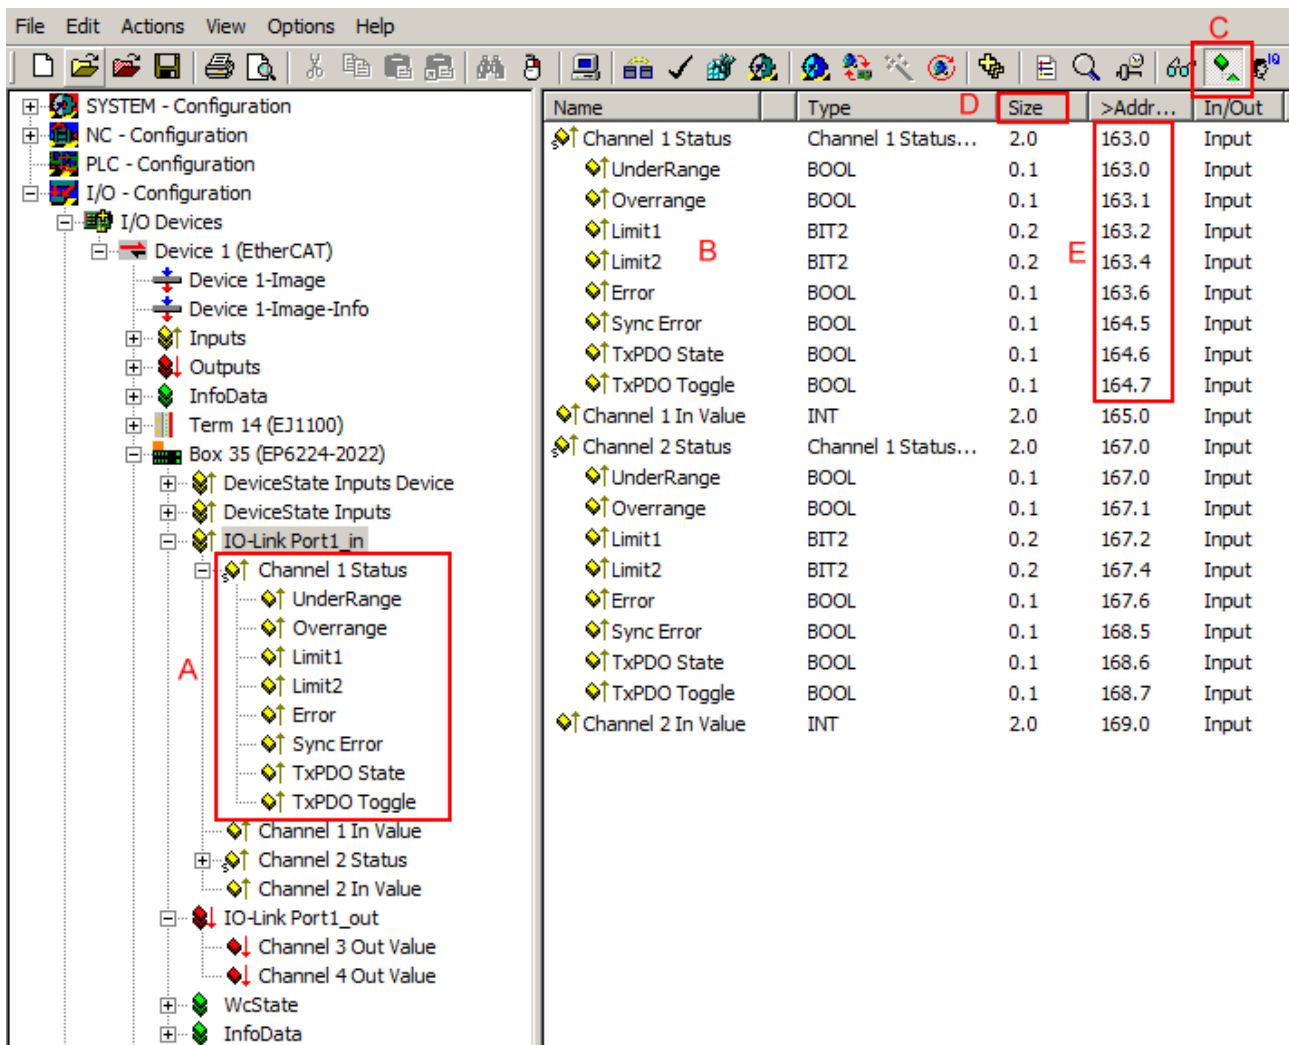 File Edit Actions View Options Help
C
SYSTEM - Configuration
NC - Configuration
PLC - Configuration
I/O - Configuration
I/O Devices
Device 1 (EtherCAT)
Device 1-Image
Device 1-Image-Info
Inputs
Outputs
InfoData
Term 14 (EJ1100)
Box 35 (EP6224-2022)
DeviceState Inputs Device
DeviceState Inputs
IO-Link Port1_in
Channel 1 Status
UnderRange
Overrange
Limit1
A
Limit2
Error
Sync Error
TxPDO State
TxPDO Toggle
Channel 1 In Value
Channel 2 Status
Channel 2 In Value
IO-Link Port1_out
Channel 3 Out Value
Channel 4 Out Value
WcState
InfoData
Name Type D Size >Addr... In/Out
Channel 1 Status Channel 1 Status... 2.0 163.0 Input
UnderRange BOOL 0.1 163.0 Input
Overrange BOOL 0.1 163.1 Input
Limit1 B BIT2 0.2 E 163.2 Input
Limit2 BIT2 0.2 163.4 Input
Error BOOL 0.1 163.6 Input
Sync Error BOOL 0.1 164.5 Input
TxPDO State BOOL 0.1 164.6 Input
TxPDO Toggle BOOL 0.1 164.7 Input
Channel 1 In Value INT 2.0 165.0 Input
Channel 2 Status Channel 1 Status... 2.0 167.0 Input
UnderRange BOOL 0.1 167.0 Input
Overrange BOOL 0.1 167.1 Input
Limit1 BIT2 0.2 167.2 Input
Limit2 BIT2 0.2 167.4 Input
Error BOOL 0.1 167.6 Input
Sync Error BOOL 0.1 168.5 Input
TxPDO State BOOL 0.1 168.6 Input
TxPDO Toggle BOOL 0.1 168.7 Input
Channel 2 In Value INT 2.0 169.0 Input